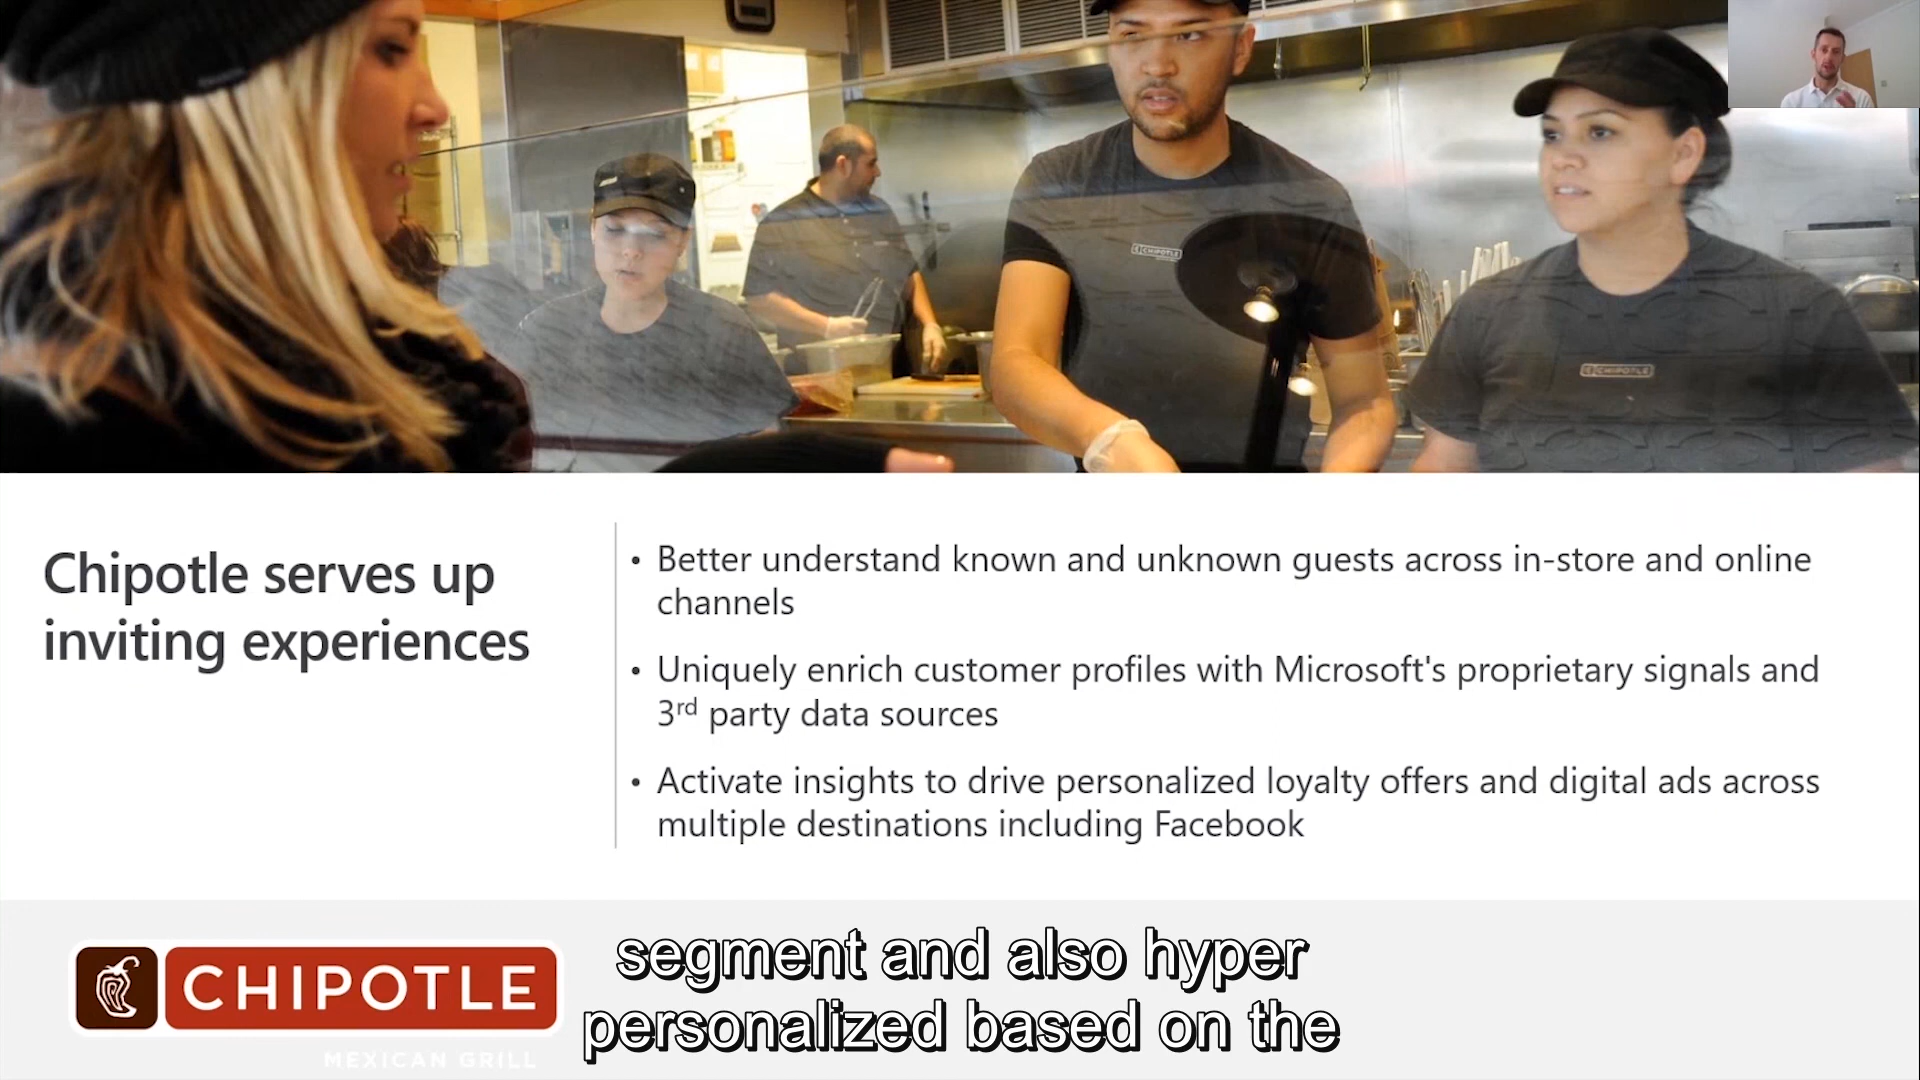 CHIPOTLE
CHIPOTLE
Chipotle serves up
inviting experiences
• Better understand known and unknown guests across in-store and online
channels
• Uniquely enrich customer profiles with Microsoft's proprietary signals and
3rd party data sources
• Activate insights to drive personalized loyalty offers and digital ads across
multiple destinations including Facebook
CHIPOTLE
MEXICAN GRILL
segment and also hyper
personalized based on the